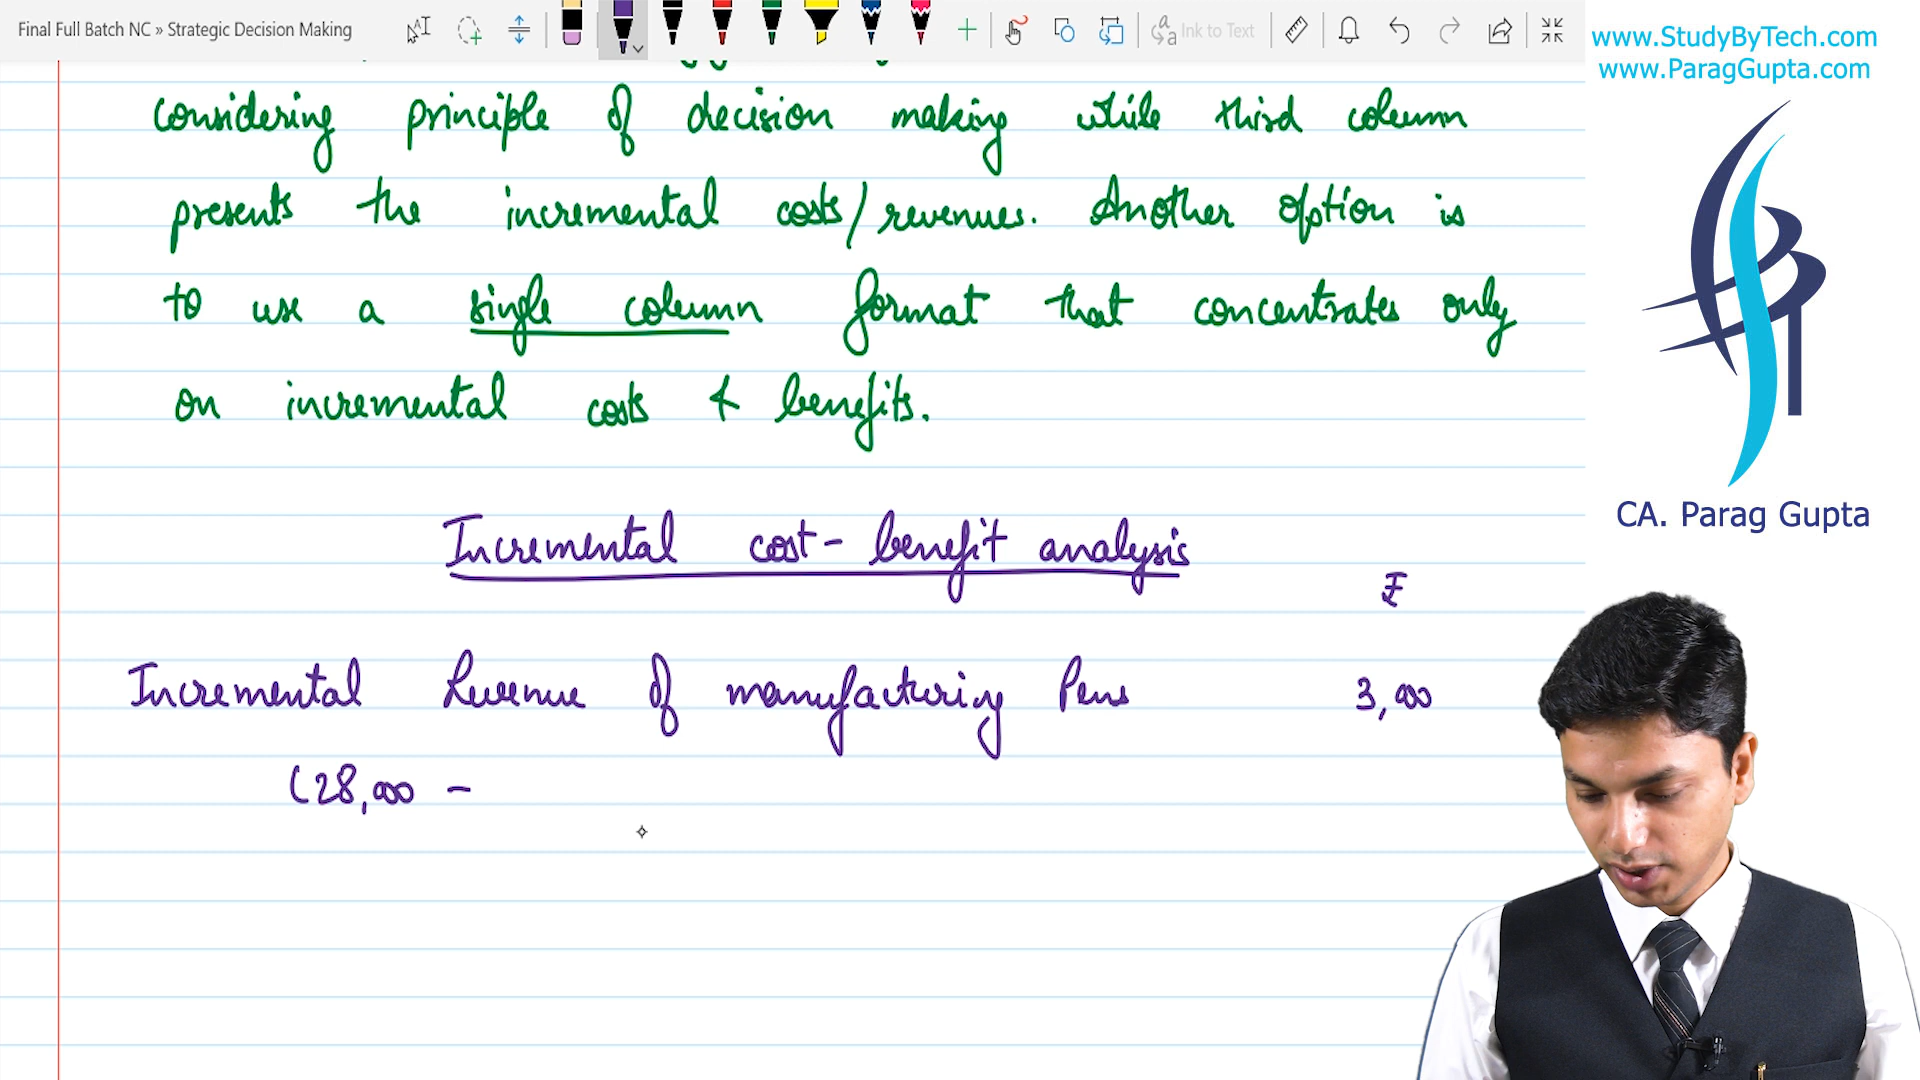 Final Full Batch NC » Strategic Decision Making
Ink to Text
www.StudyByTech.com
www.ParagGupta.com
considering principle of decision making while third column
presents the incremental costs/revenues. Another option is
to use a single column format that concentrates only
on incremental costs & benefits.
CA. Parag Gupta
Incremental cost-benefit analysis
₹
Incremental Revenue of manufacturing Pens 3,000
(28,000 -